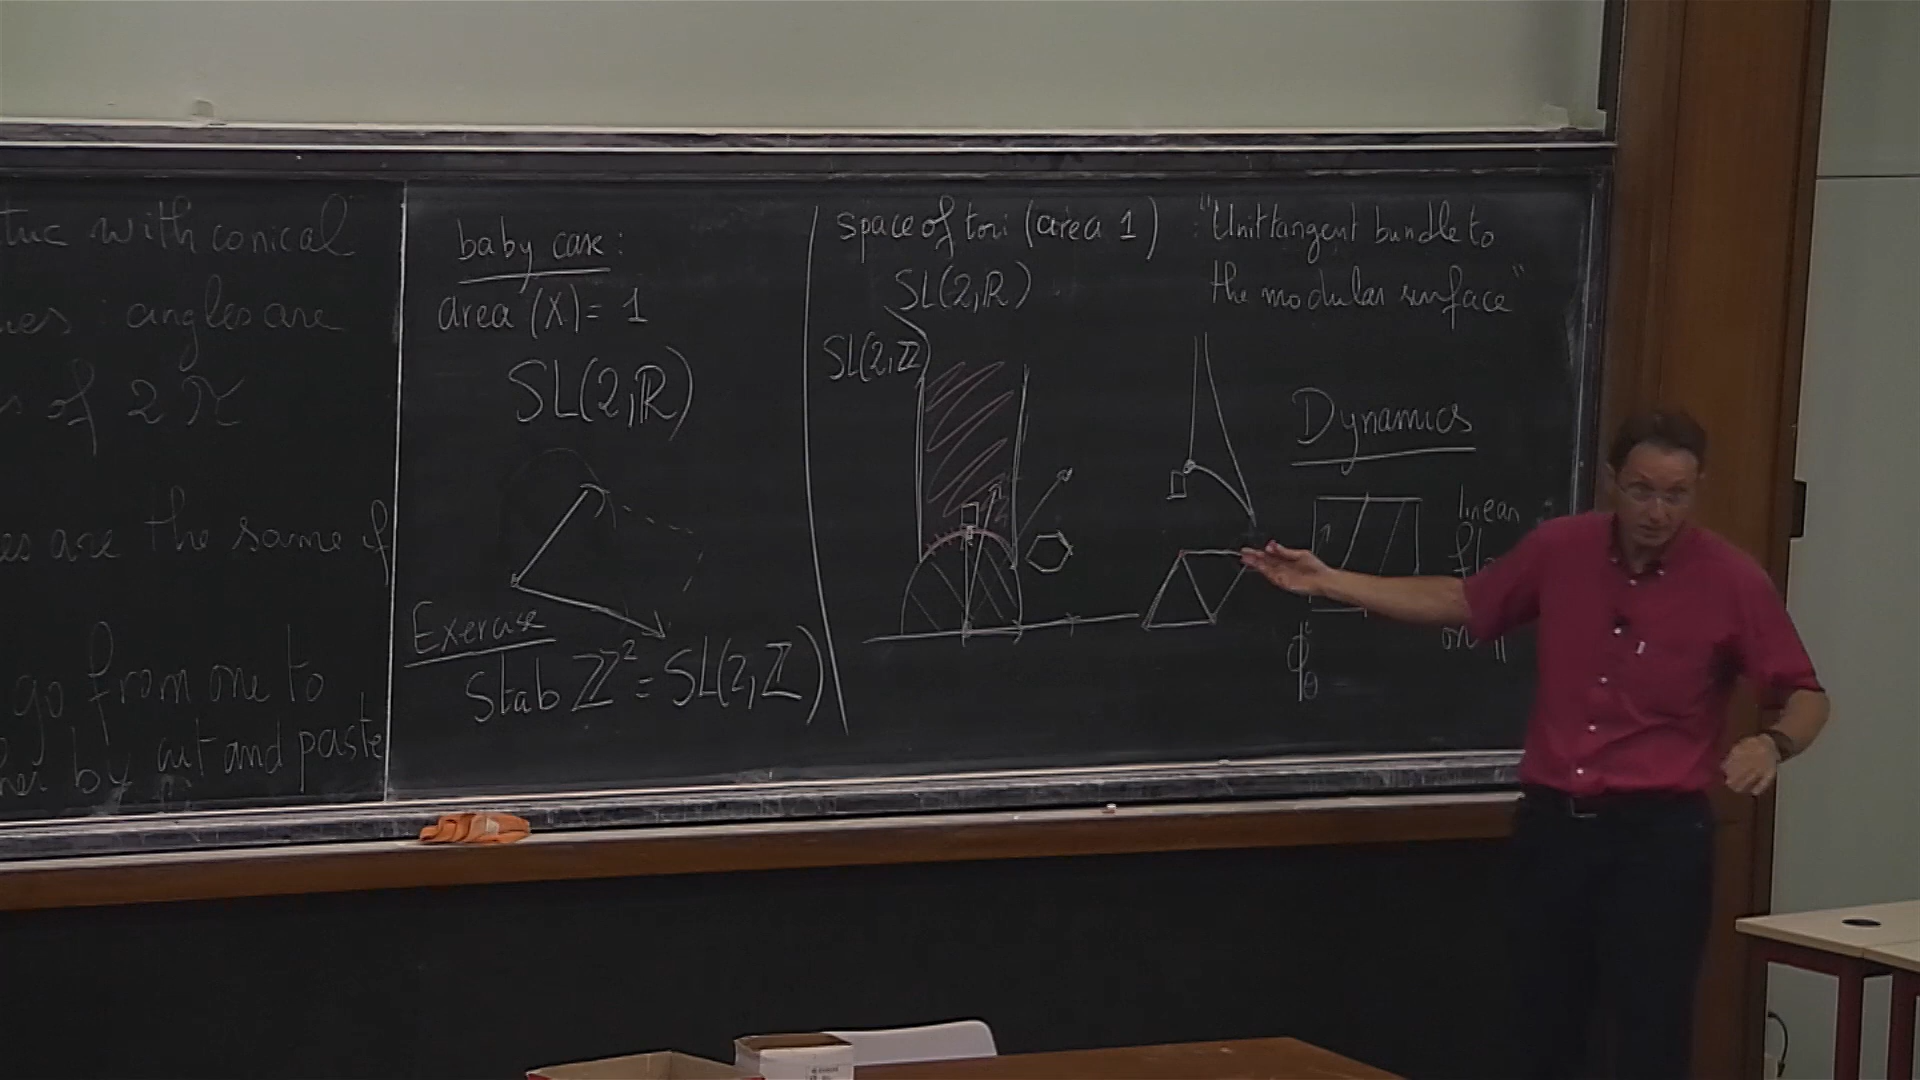 with conical
angles are
of 2π
are the same if
go from one to
by cut and paste
baby case:
area (X) = 1
SL(2,ℝ)
Exercise
Stab ℤ² = SL(2,ℤ)
space of tori (area 1) : "Unit tangent bundle to
the modular surface"
SL(2,ℝ)
SL(2,ℤ)
Dynamics
linear
on
ϕ_θ